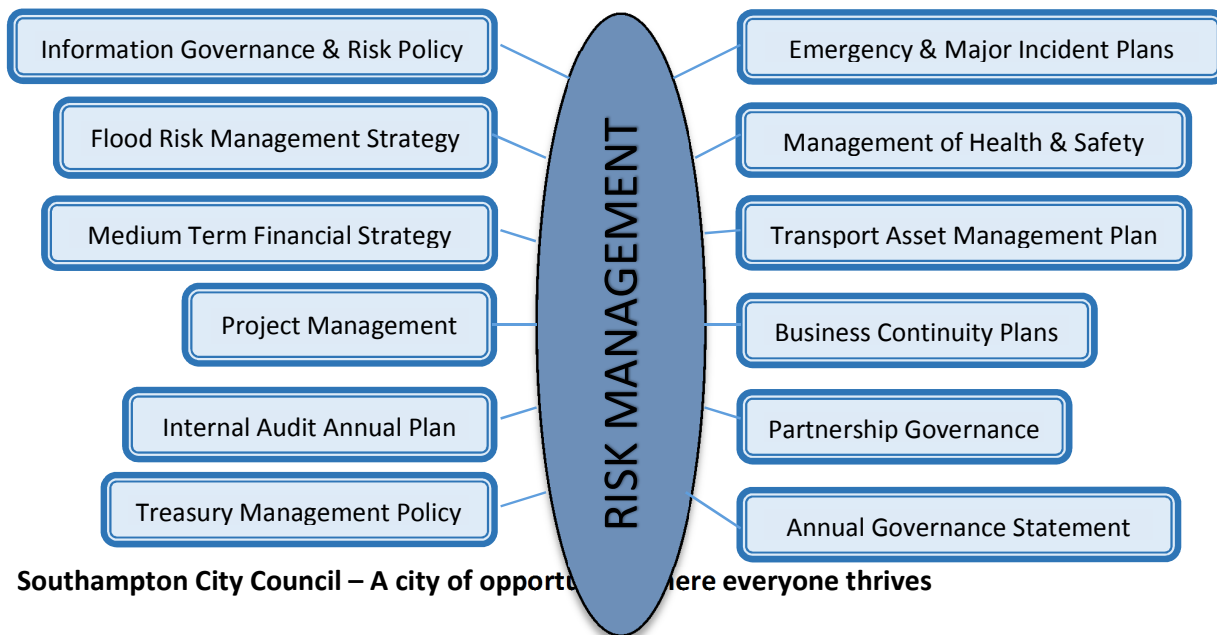 Information Governance & Risk Policy
Flood Risk Management Strategy
Medium Term Financial Strategy
Project Management
Internal Audit Annual Plan
Treasury Management Policy
RISK MANAGEMENT
Emergency & Major Incident Plans
Management of Health & Safety
Transport Asset Management Plan
Business Continuity Plans
Partnership Governance
Annual Governance Statement
Southampton City Council – A city of everyone thrives